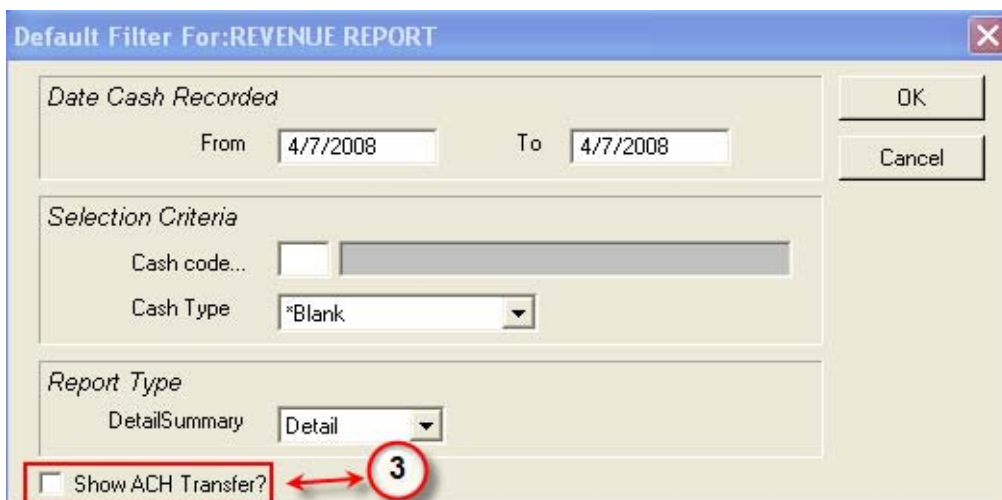 Default Filter For:REVENUE REPORT
Date Cash Recorded
From 4/7/2008 To 4/7/2008
OK
Cancel
Selection Criteria
Cash code...
Cash Type *Blank
Report Type
DetailSummary Detail
Show ACH Transfer? 3